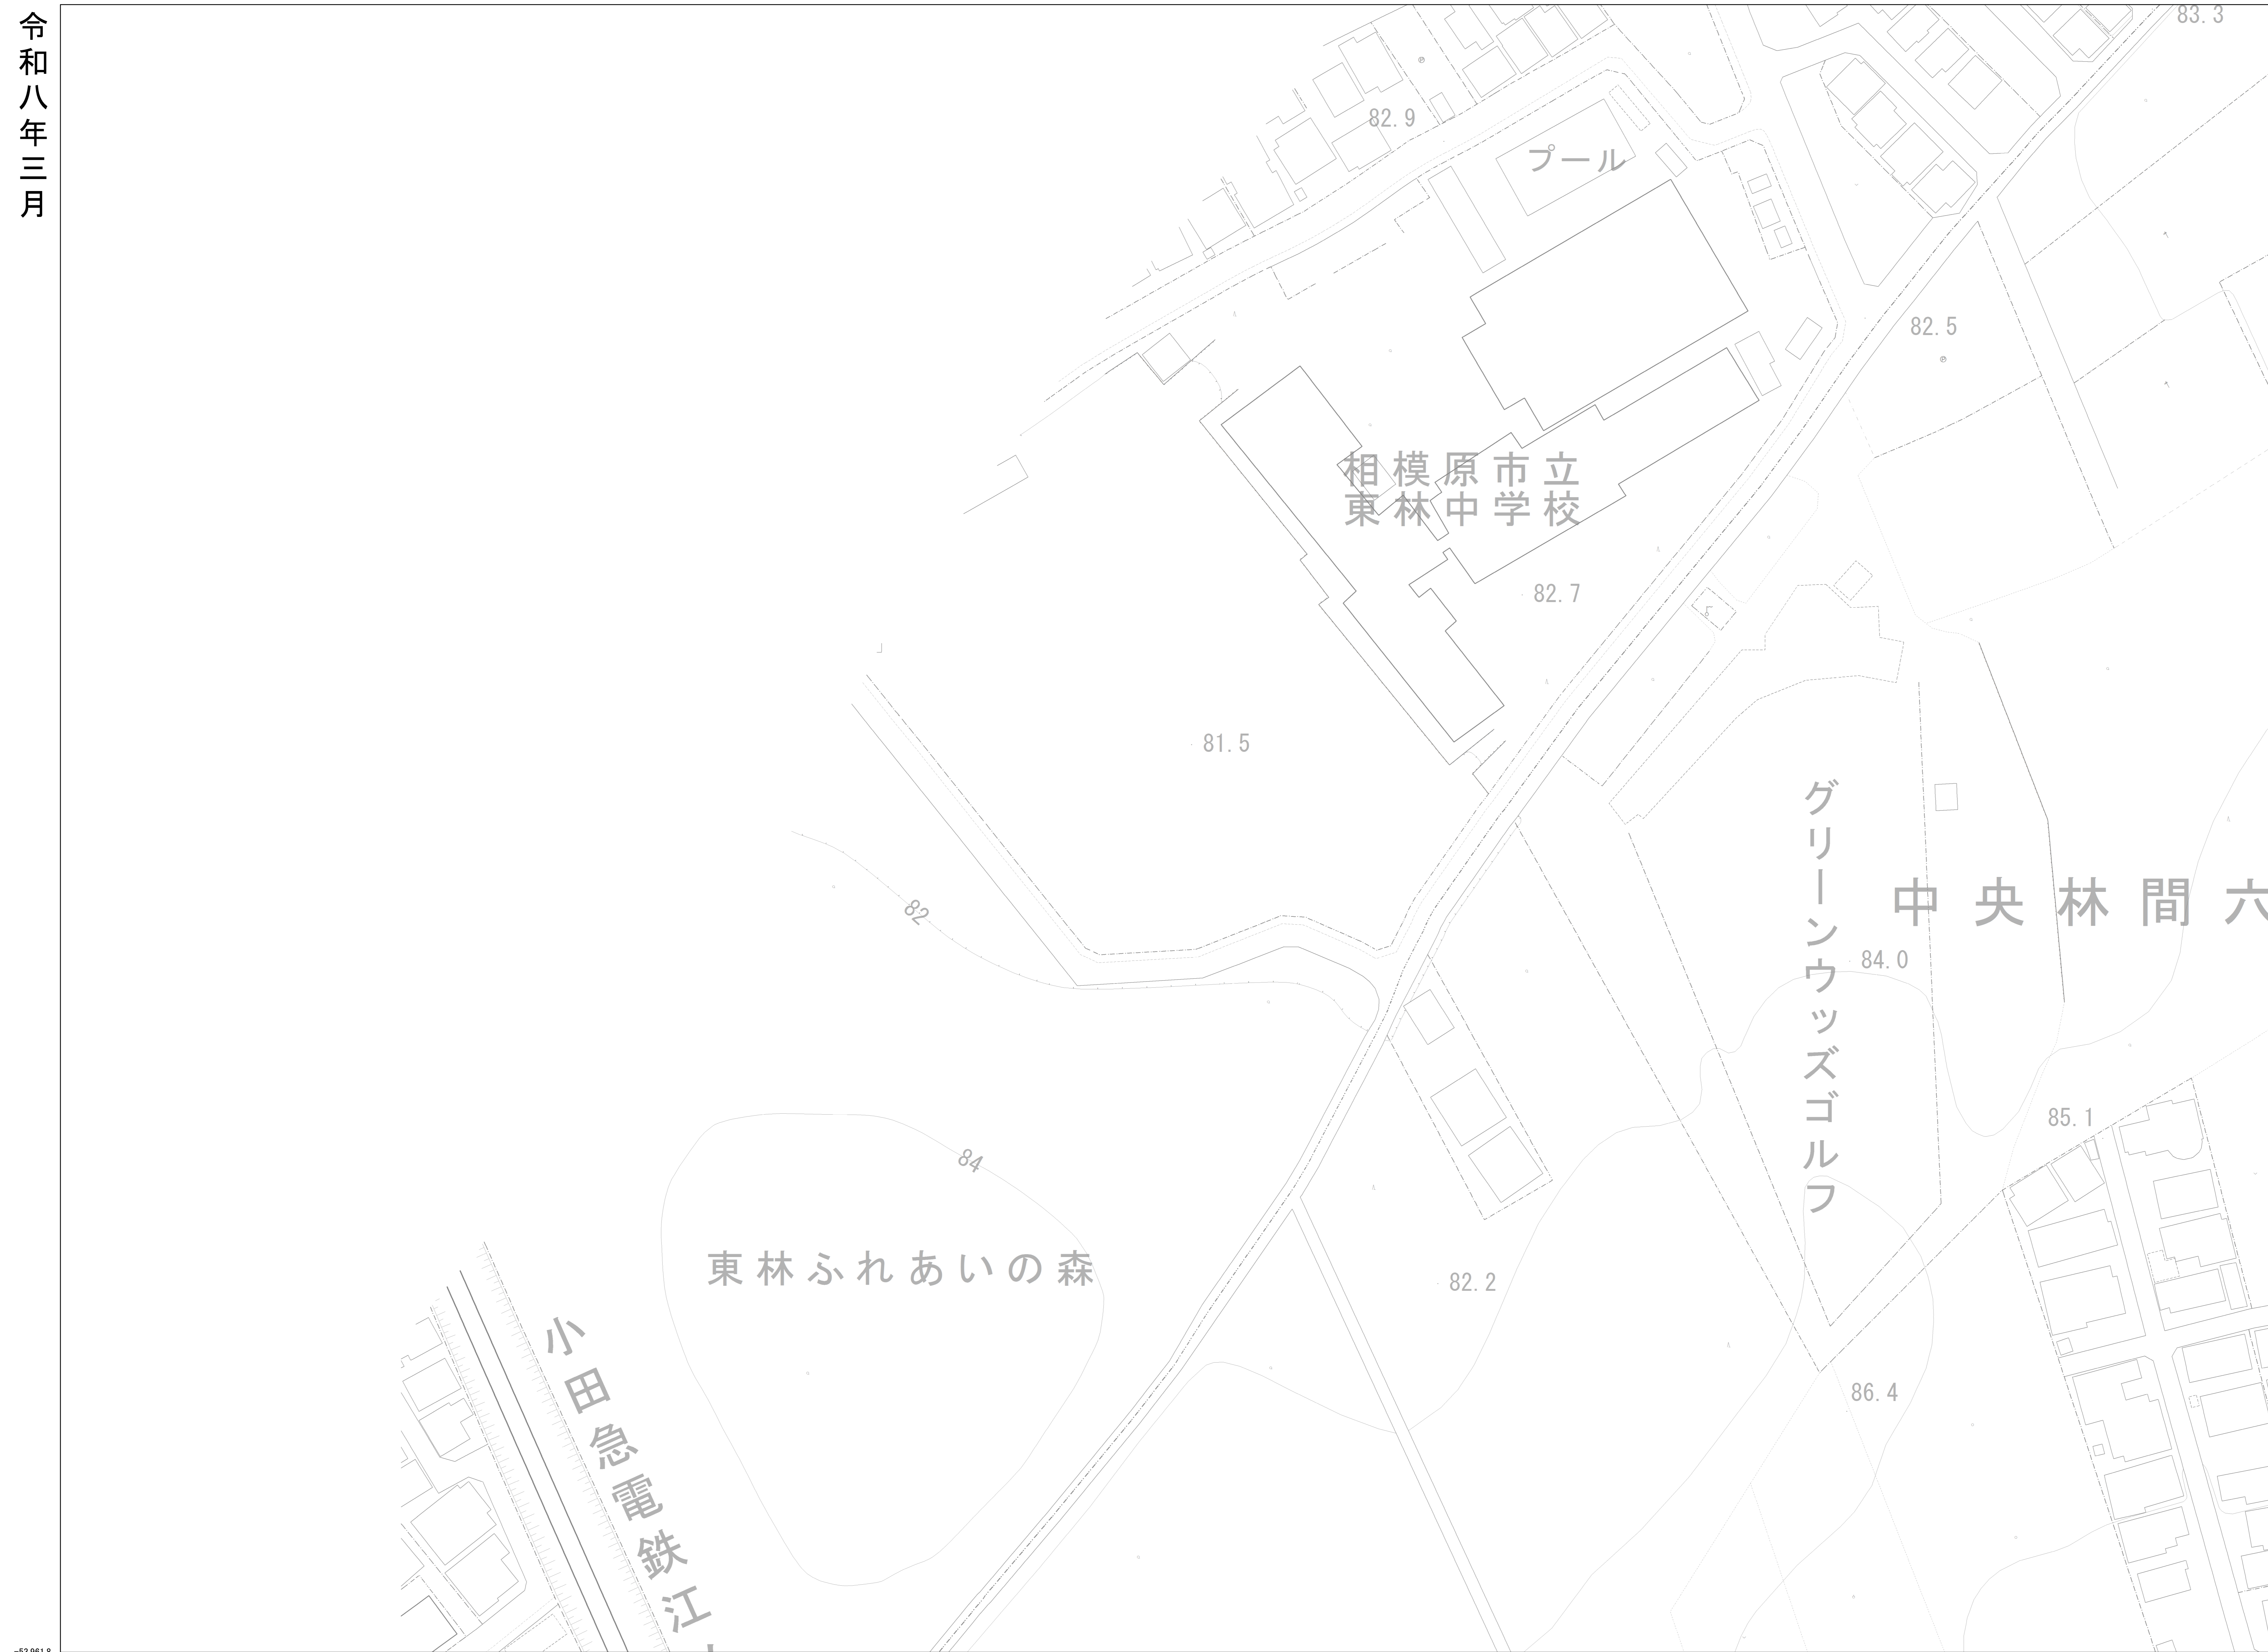 令和八年三月
83.3
82.9
プール
82.5
相模原市立
東林中学校
82.7
81.5
グリーンウッズゴルフ
中央林間六
82
84.0
85.1
84
東林ふれあいの森
82.2
小田急電鉄江
86.4